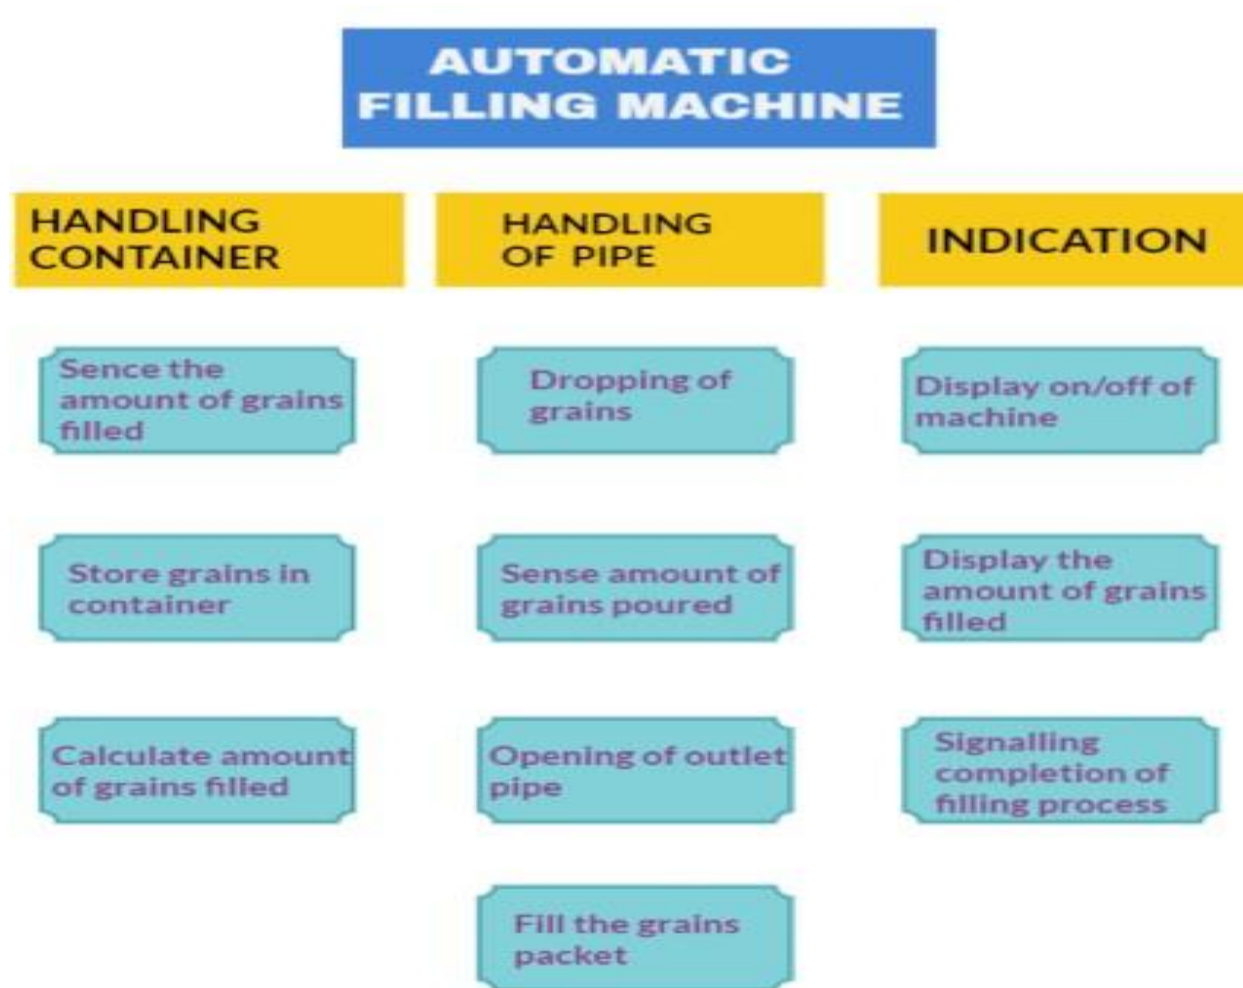 AUTOMATIC
FILLING MACHINE
HANDLING
CONTAINER
HANDLING
OF PIPE
INDICATION
Sence the
amount of grains
filled
Dropping of
grains
Display on/off of
machine
Store grains in
container
Sense amount of
grains poured
Display the
amount of grains
filled
Calculate amount
of grains filled
Opening of outlet
pipe
Signalling
completion of
filling process
Fill the grains
packet